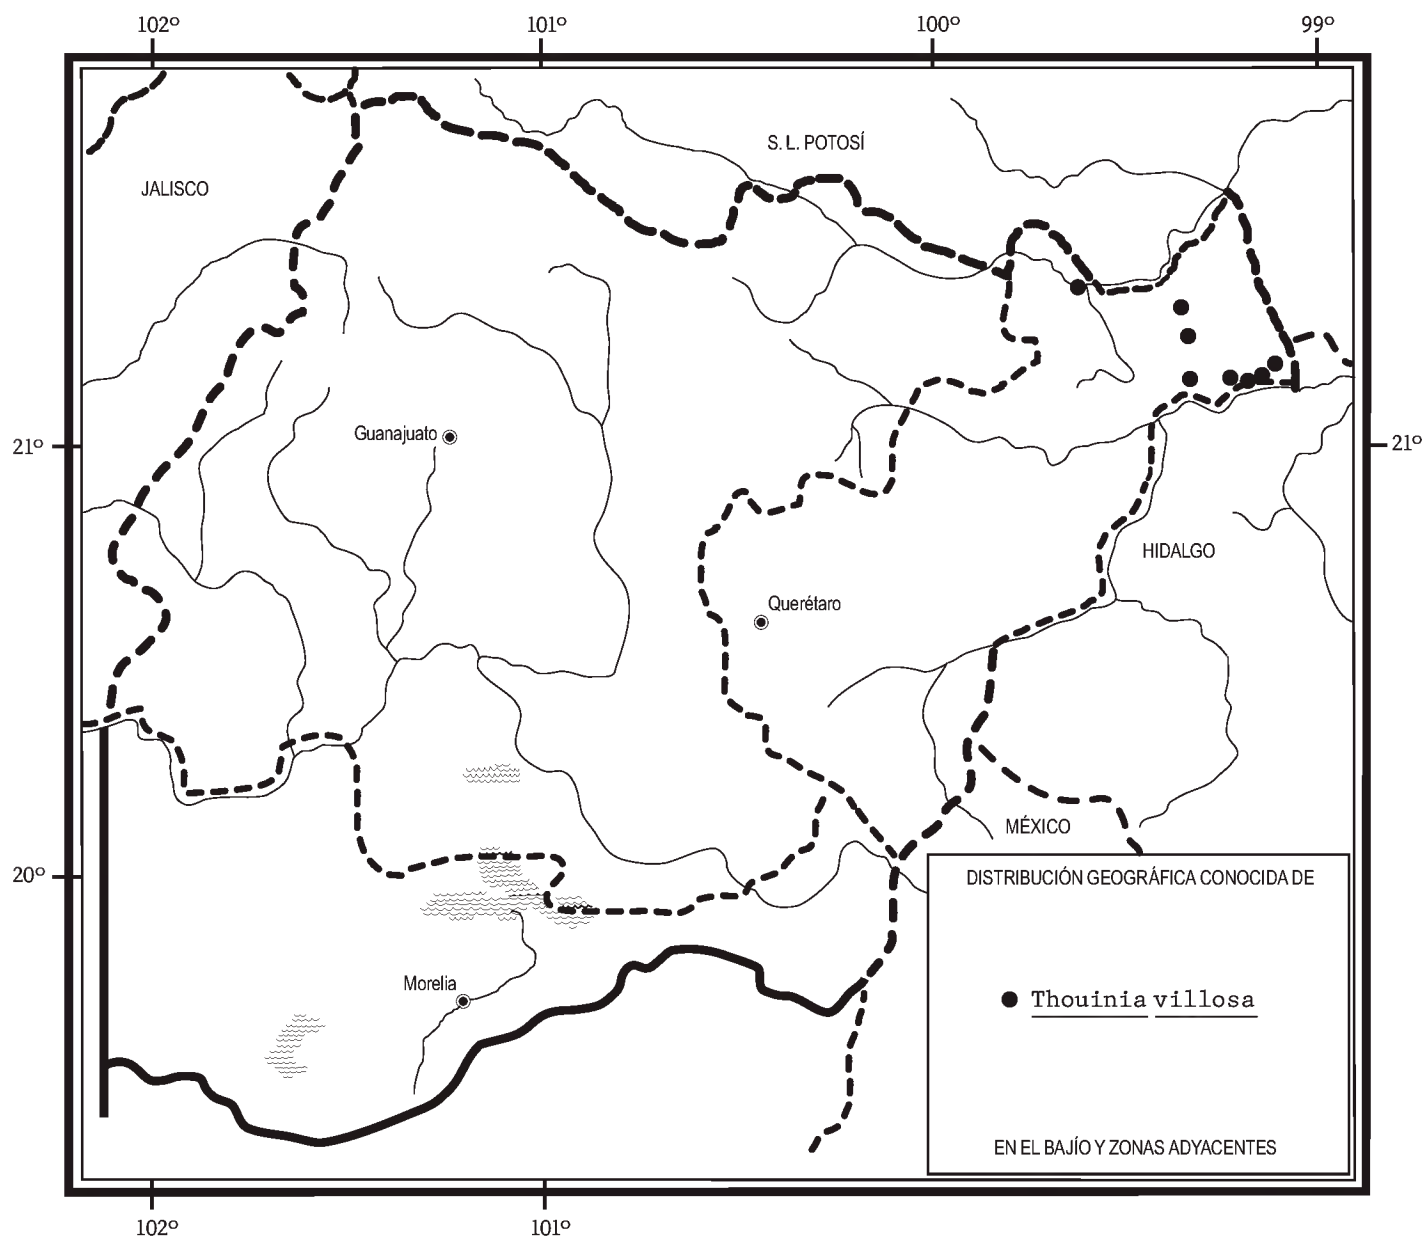 102º 101º 100º 99º
S. L. POTOSÍ
JALISCO
Guanajuato
21º 21º
HIDALGO
Querétaro
MÉXICO
20º
DISTRIBUCIÓN GEOGRÁFICA CONOCIDA DE
Morelia
Thouinia villosa
EN EL BAJÍO Y ZONAS ADYACENTES
102º 101º